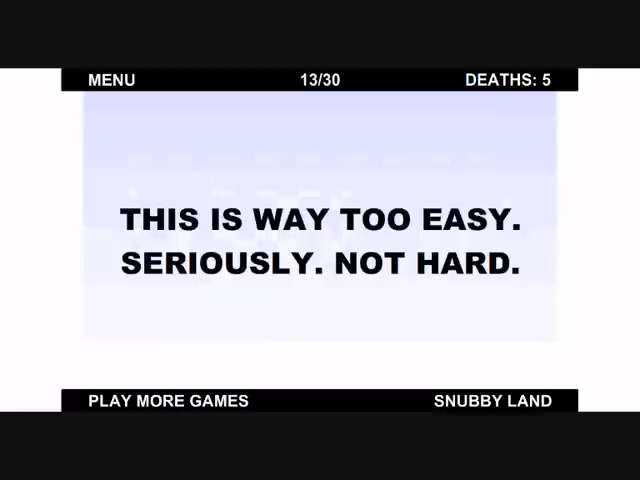 MENU 13/30 DEATHS: 5
THIS IS WAY TOO EASY.
SERIOUSLY. NOT HARD.
PLAY MORE GAMES SNUBBY LAND